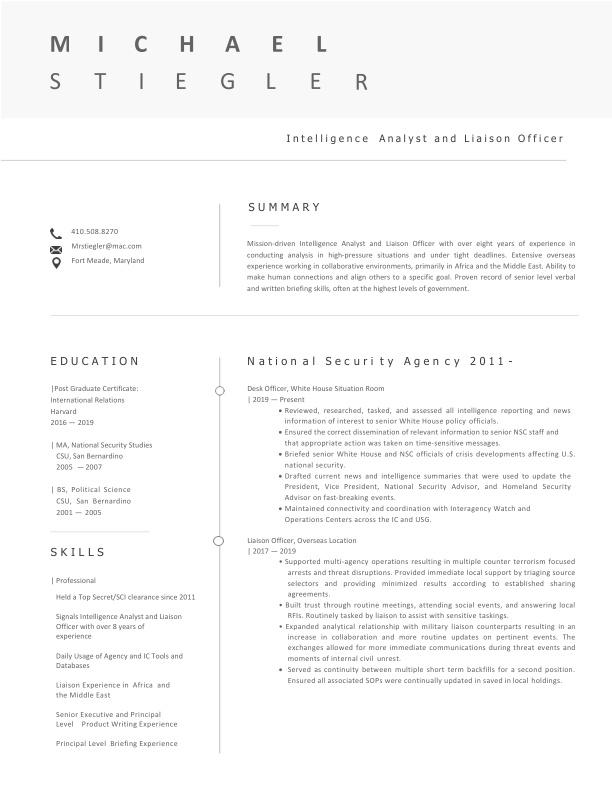 MICHAEL
STIEGLER
Intelligence Analyst and Liaison Officer
410.508.8270
Mrstiegler@mac.com
Fort Meade, Maryland
SUMMARY
Mission-driven Intelligence Analyst and Liaison Officer with over eight years of experience in
conducting analysis in high-pressure situations and under tight deadlines. Extensive overseas
experience working in collaborative environments, primarily in Africa and the Middle East. Ability to
make human connections and align others to a specific goal. Proven record of senior level verbal
and written briefing skills, often at the highest levels of government.
EDUCATION
|Post Graduate Certificate:
International Relations
Harvard
2016 — 2019
| MA, National Security Studies
CSU, San Bernardino
2005 — 2007
| BS, Political Science
CSU, San Bernardino
2001 — 2005
SKILLS
| Professional
Held a Top Secret/SCI clearance since 2011
Signals Intelligence Analyst and Liaison
Officer with over 8 years of
experience
Daily Usage of Agency and IC Tools and
Databases
Liaison Experience in Africa and
the Middle East
Senior Executive and Principal
Level Product Writing Experience
Principal Level Briefing Experience
National Security Agency 2011-
Desk Officer, White House Situation Room
| 2019 — Present
• Reviewed, researched, tasked, and assessed all intelligence reporting and news
information of interest to senior White House policy officials.
• Ensured the correct dissemination of relevant information to senior NSC staff and
that appropriate action was taken on time-sensitive messages.
• Briefed senior White House and NSC officials of crisis developments affecting U.S.
national security.
• Drafted current news and intelligence summaries that were used to update the
President, Vice President, National Security Advisor, and Homeland Security
Advisor on fast-breaking events.
• Maintained connectivity and coordination with Interagency Watch and
Operations Centers across the IC and USG.
Liaison Officer, Overseas Location
| 2017 — 2019
• Supported multi-agency operations resulting in multiple counter terrorism focused
arrests and threat disruptions. Provided immediate local support by triaging source
selectors and providing minimized results according to established sharing
agreements.
• Built trust through routine meetings, attending social events, and answering local
RFIs. Routinely tasked by liaison to assist with sensitive taskings.
• Expanded analytical relationship with military liaison counterparts resulting in an
increase in collaboration and more routine updates on pertinent events. The
exchanges allowed for more immediate communications during threat events and
moments of internal civil unrest.
• Served as continuity between multiple short term backfills for a second position.
Ensured all associated SOPs were continually updated in saved in local holdings.